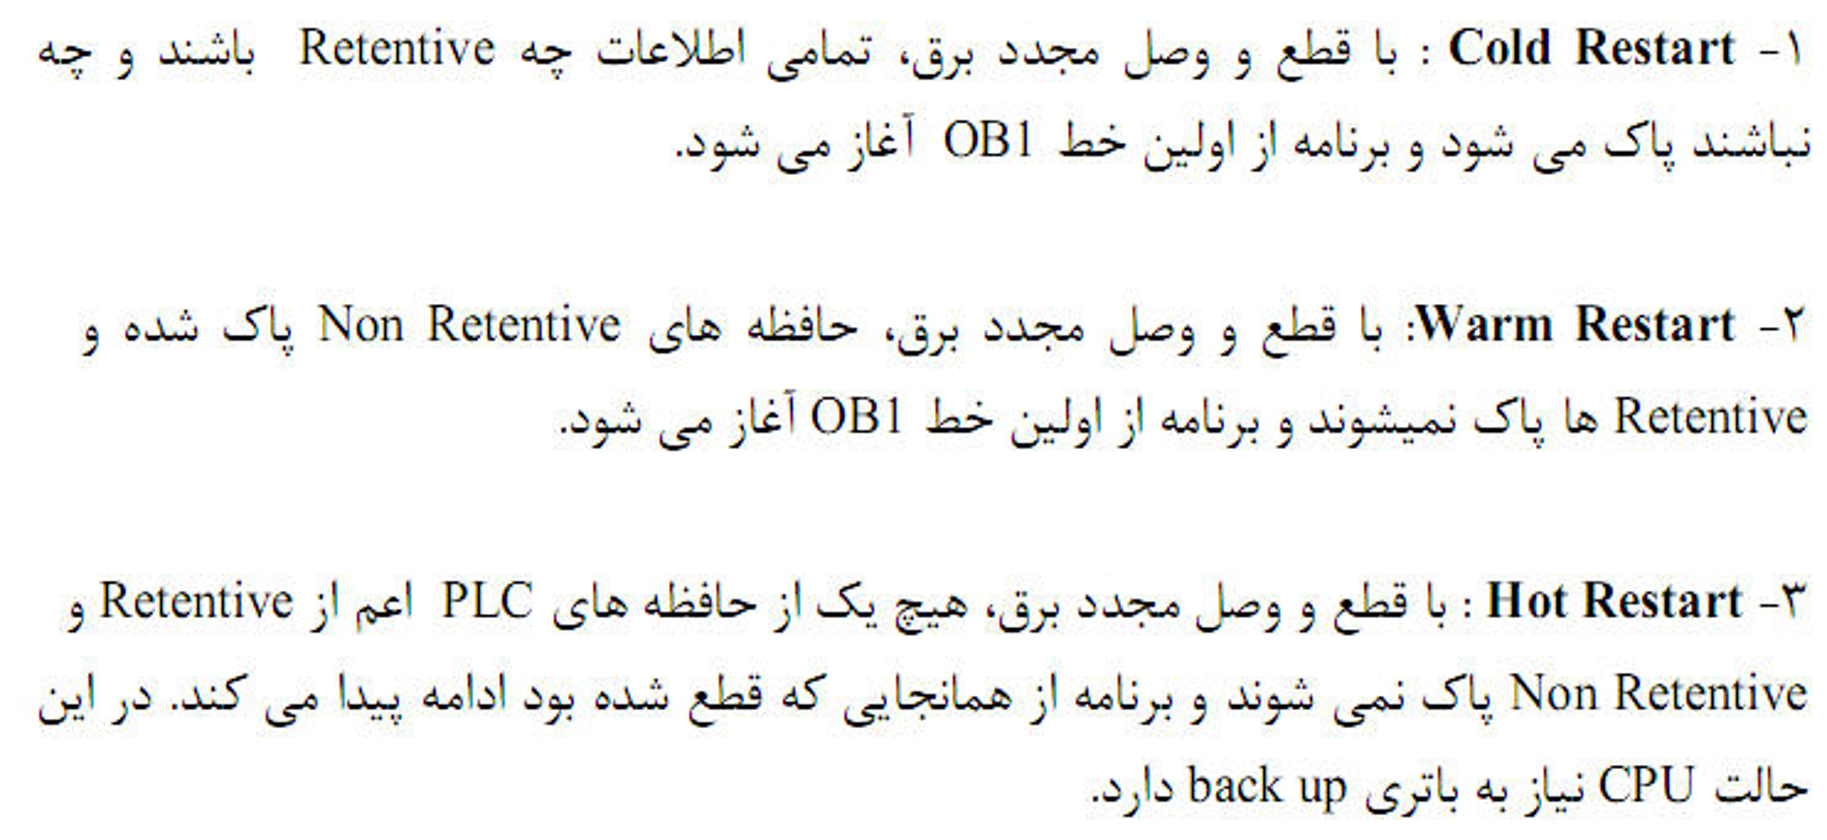 ۱- Cold Restart : با قطع و وصل مجدد برق، تمامی اطلاعات چه Retentive باشند و چه
نباشند پاک می شود و برنامه از اولین خط OB1 آغاز می شود.
۲- Warm Restart: با قطع و وصل مجدد برق، حافظه های Non Retentive پاک شده و
Retentive ها پاک نمیشوند و برنامه از اولین خط OB1 آغاز می شود.
۳- Hot Restart : با قطع و وصل مجدد برق، هیچ یک از حافظه های PLC اعم از Retentive و
Non Retentive پاک نمی شوند و برنامه از همانجایی که قطع شده بود ادامه پیدا می کند. در این
حالت CPU نیاز به باتری back up دارد.